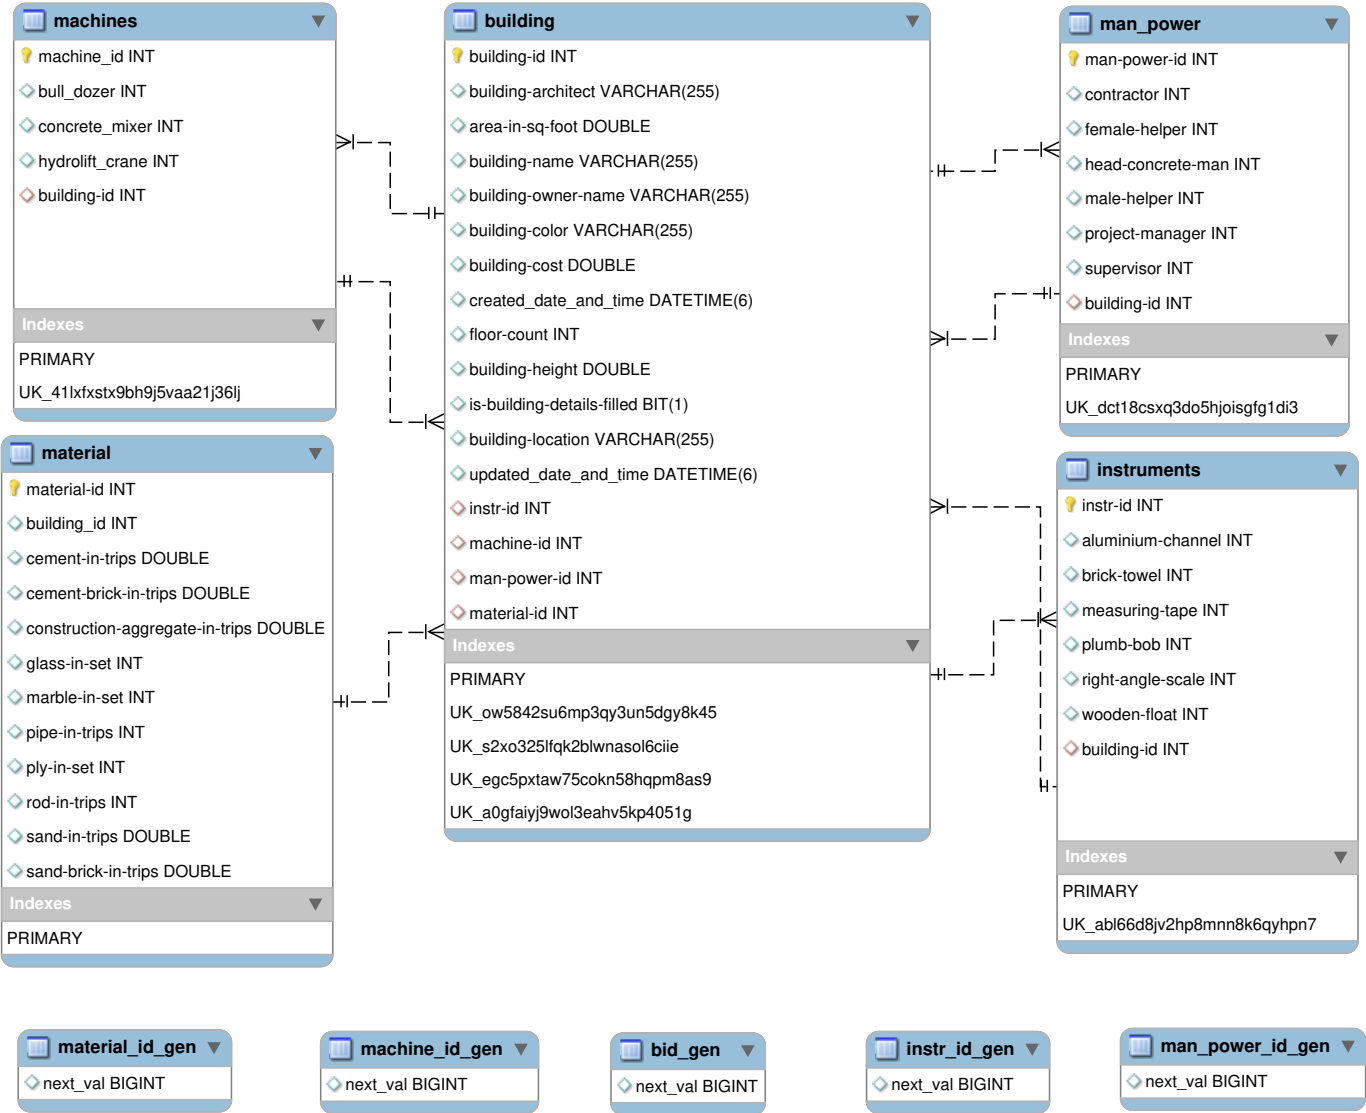 machines
machine_id INT
bull_dozer INT
concrete_mixer INT
hydrolift_crane INT
building-id INT
Indexes
PRIMARY
UK_41lxfxstx9bh9j5vaa21j36lj
material
material-id INT
building_id INT
cement-in-trips DOUBLE
cement-brick-in-trips DOUBLE
construction-aggregate-in-trips DOUBLE
glass-in-set INT
marble-in-set INT
pipe-in-trips INT
ply-in-set INT
rod-in-trips INT
sand-in-trips DOUBLE
sand-brick-in-trips DOUBLE
Indexes
PRIMARY
building
building-id INT
building-architect VARCHAR(255)
area-in-sq-foot DOUBLE
building-name VARCHAR(255)
building-owner-name VARCHAR(255)
building-color VARCHAR(255)
building-cost DOUBLE
created_date_and_time DATETIME(6)
floor-count INT
building-height DOUBLE
is-building-details-filled BIT(1)
building-location VARCHAR(255)
updated_date_and_time DATETIME(6)
instr-id INT
machine-id INT
man-power-id INT
material-id INT
Indexes
PRIMARY
UK_ow5842su6mp3qy3un5dgy8k45
UK_s2xo325lfqk2blwnasol6ciie
UK_egc5pxtaw75cokn58hqpm8as9
UK_a0gfaiyj9wol3eahv5kp4051g
man_power
man-power-id INT
contractor INT
female-helper INT
head-concrete-man INT
male-helper INT
project-manager INT
supervisor INT
building-id INT
Indexes
PRIMARY
UK_dct18csxq3do5hjoisgfg1di3
instruments
instr-id INT
aluminium-channel INT
brick-towel INT
measuring-tape INT
plumb-bob INT
right-angle-scale INT
wooden-float INT
building-id INT
Indexes
PRIMARY
UK_abl66d8jv2hp8mnn8k6qyhpn7
material_id_gen
next_val BIGINT
machine_id_gen
next_val BIGINT
bid_gen
next_val BIGINT
instr_id_gen
next_val BIGINT
man_power_id_gen
next_val BIGINT